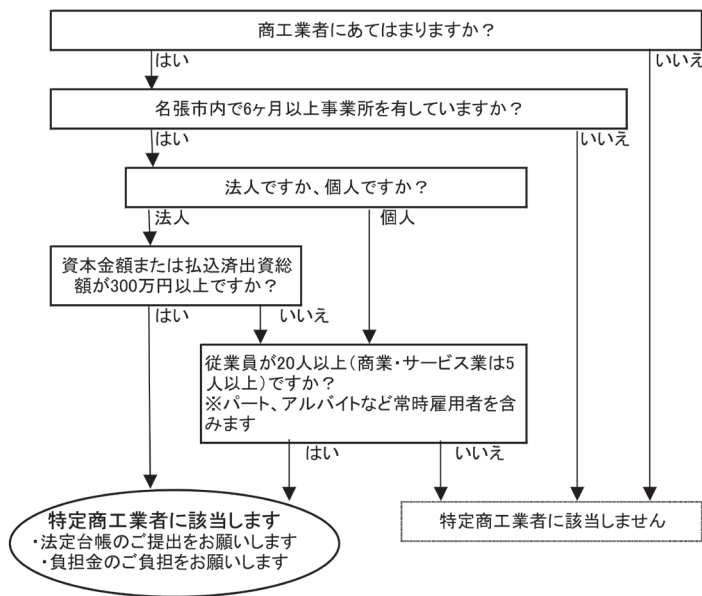 商工業者にあてはまりますか？
はい
いいえ
名張市内で6ヶ月以上事業所を有していますか？
はい
いいえ
法人ですか、個人ですか？
法人
個人
資本金額または払込済出資総
額が300万円以上ですか？
はい
いいえ
従業員が20人以上（商業・サービス業は5
人以上）ですか？
※パート、アルバイトなど常時雇用者を含
みます
はい
いいえ
特定商工業者に該当します
・法定台帳のご提出をお願いします
・負担金のご負担をお願いします
特定商工業者に該当しません